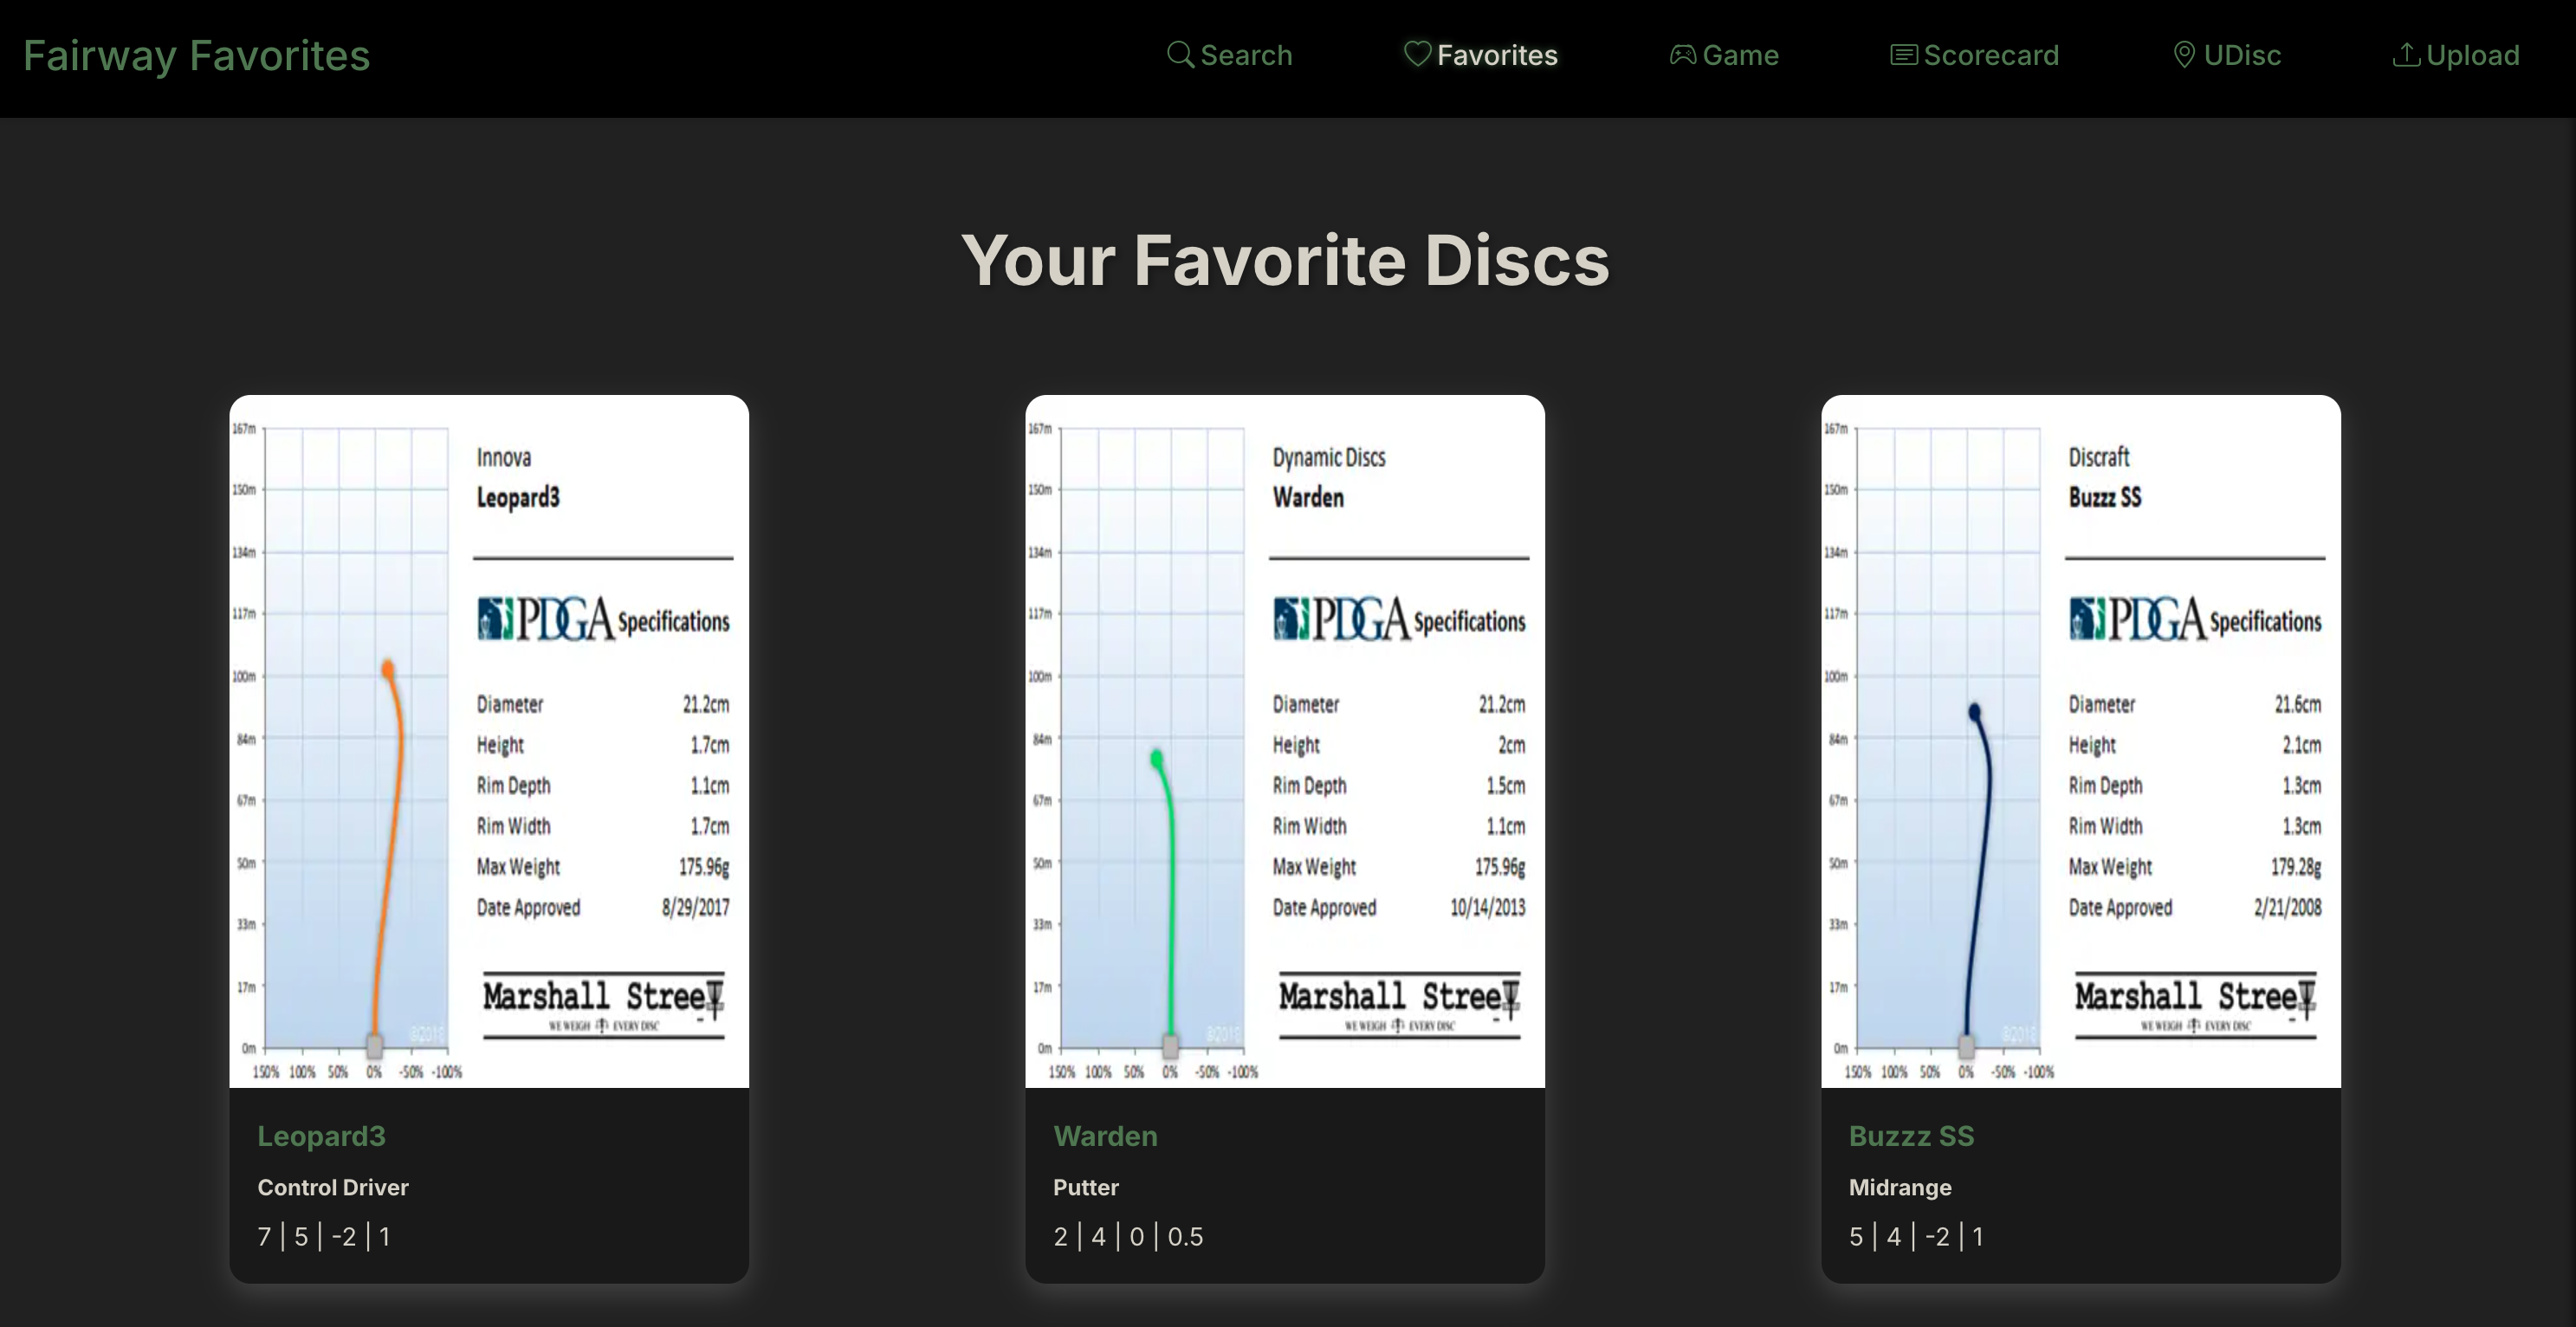 Fairway Favorites
Search
Favorites
Game
Scorecard
UDisc
Upload
Your Favorite Discs
167m
150m
134m
117m
100m
84m
67m
50m
33m
17m
0m
150% 100% 50% 0% -50% -100%
Innova
Leopard3
PDGA Specifications
Diameter 21.2cm
Height 1.7cm
Rim Depth 1.1cm
Rim Width 1.7cm
Max Weight 175.96g
Date Approved 8/29/2017
Marshall Street
WE WEIGH EVERY DISC
Leopard3
Control Driver
7 | 5 | -2 | 1
167m
150m
134m
117m
100m
84m
67m
50m
33m
17m
0m
150% 100% 50% 0% -50% -100%
Dynamic Discs
Warden
PDGA Specifications
Diameter 21.2cm
Height 2cm
Rim Depth 1.5cm
Rim Width 1.1cm
Max Weight 175.96g
Date Approved 10/14/2013
Marshall Street
WE WEIGH EVERY DISC
Warden
Putter
2 | 4 | 0 | 0.5
167m
150m
134m
117m
100m
84m
67m
50m
33m
17m
0m
150% 100% 50% 0% -50% -100%
Discraft
Buzzz SS
PDGA Specifications
Diameter 21.6cm
Height 2.1cm
Rim Depth 1.3cm
Rim Width 1.3cm
Max Weight 179.28g
Date Approved 2/21/2008
Marshall Street
WE WEIGH EVERY DISC
Buzzz SS
Midrange
5 | 4 | -2 | 1